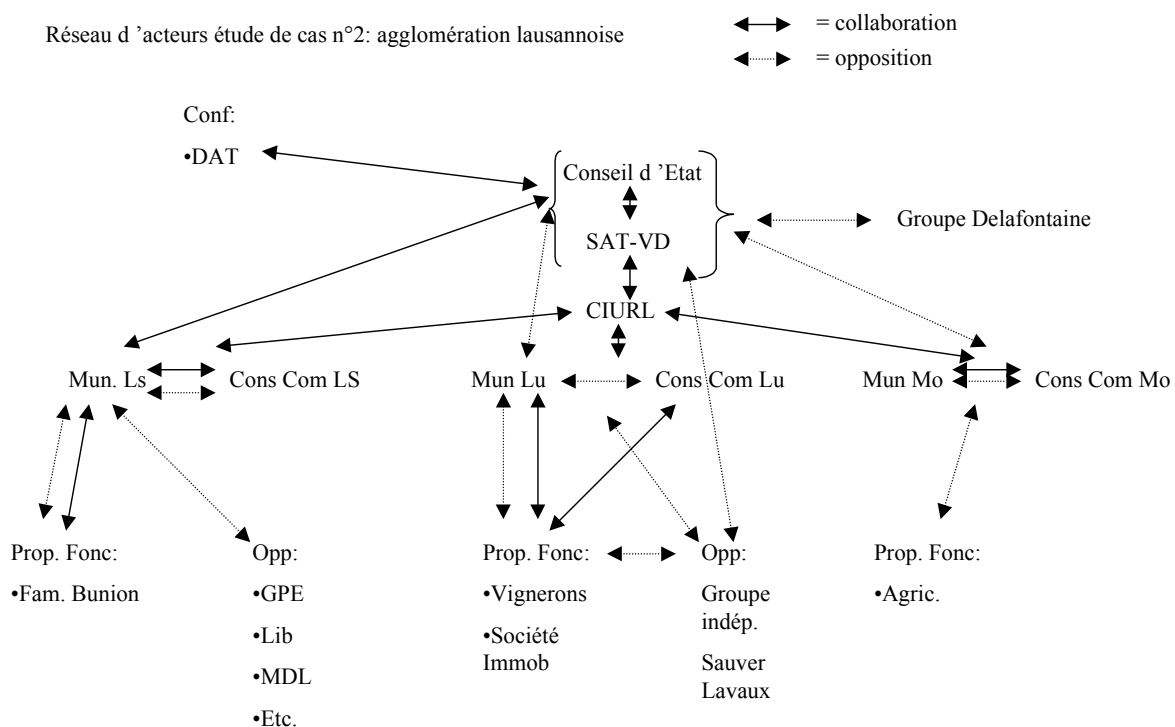 Réseau d ’acteurs étude de cas n°2: agglomération lausannoise
= collaboration
= opposition
Conf:
•DAT
Conseil d ’Etat
SAT-VD
Groupe Delafontaine
CIURL
Mun. Ls
Cons Com LS
Mun Lu
Cons Com Lu
Mun Mo
Cons Com Mo
Prop. Fonc:
•Fam. Bunion
Opp:
•GPE
•Lib
•MDL
•Etc.
Prop. Fonc:
•Vignerons
•Société
Immob
Opp:
Groupe
indép.
Sauver
Lavaux
Prop. Fonc:
•Agric.